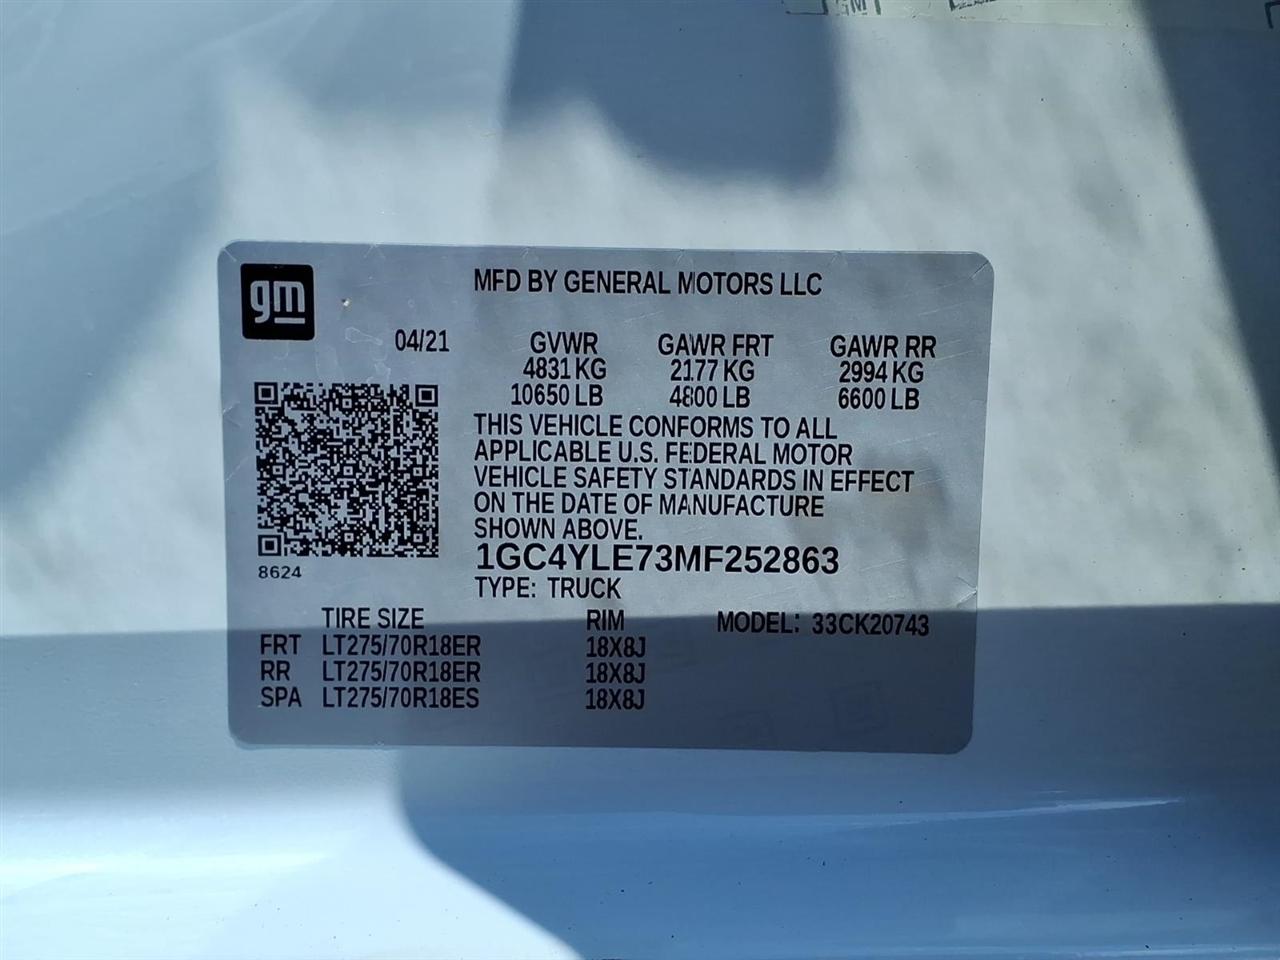 GM
gm
MFD BY GENERAL MOTORS LLC
04/21
GVWR GAWR FRT GAWR RR
4831 KG 2177 KG 2994 KG
10650 LB 4800 LB 6600 LB
THIS VEHICLE CONFORMS TO ALL
APPLICABLE U.S. FEDERAL MOTOR
VEHICLE SAFETY STANDARDS IN EFFECT
ON THE DATE OF MANUFACTURE
SHOWN ABOVE.
1GC4YLE73MF252863
8624
TYPE: TRUCK
TIRE SIZE RIM MODEL: 33CK20743
FRT LT275/70R18ER 18X8J
RR LT275/70R18ER 18X8J
SPA LT275/70R18ES 18X8J